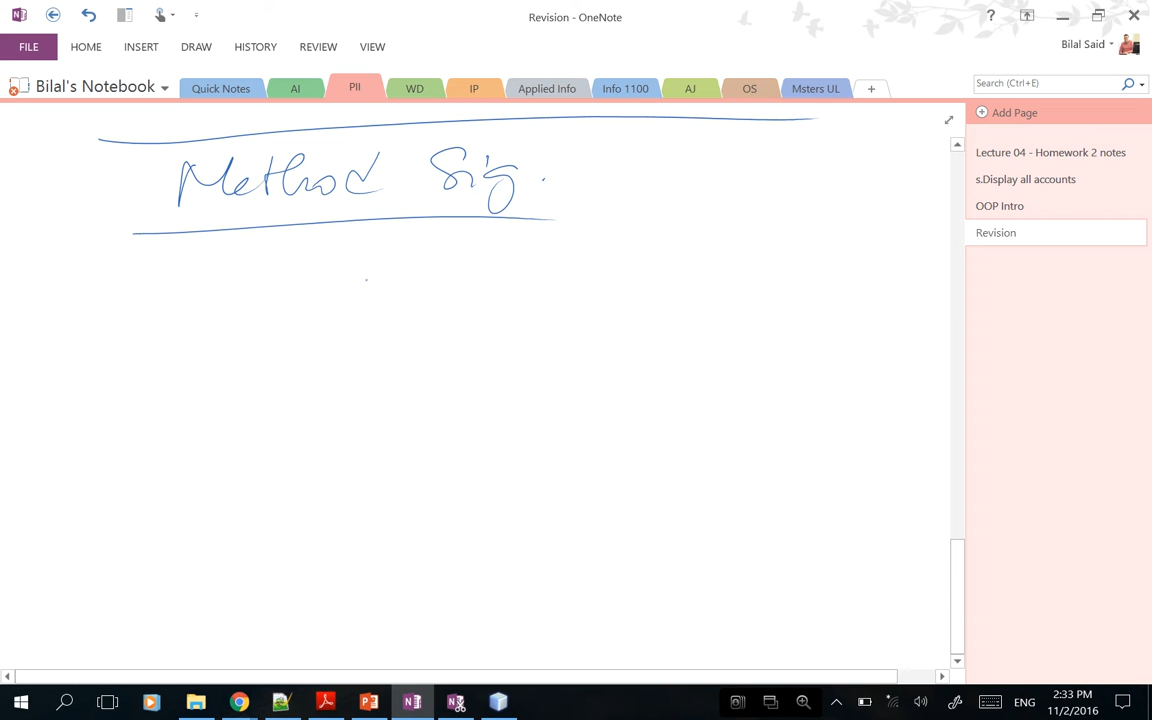 Revision - OneNote
?
Bilal Said
FILE HOME INSERT DRAW HISTORY REVIEW VIEW
Bilal's Notebook Quick Notes AI PII WD IP Applied Info Info 1100 AJ OS Msters UL +
Search (Ctrl+E)
Add Page
Lecture 04 - Homework 2 notes
s.Display all accounts
OOP Intro
Revision
Method Sig.
ENG
2:33 PM
11/2/2016